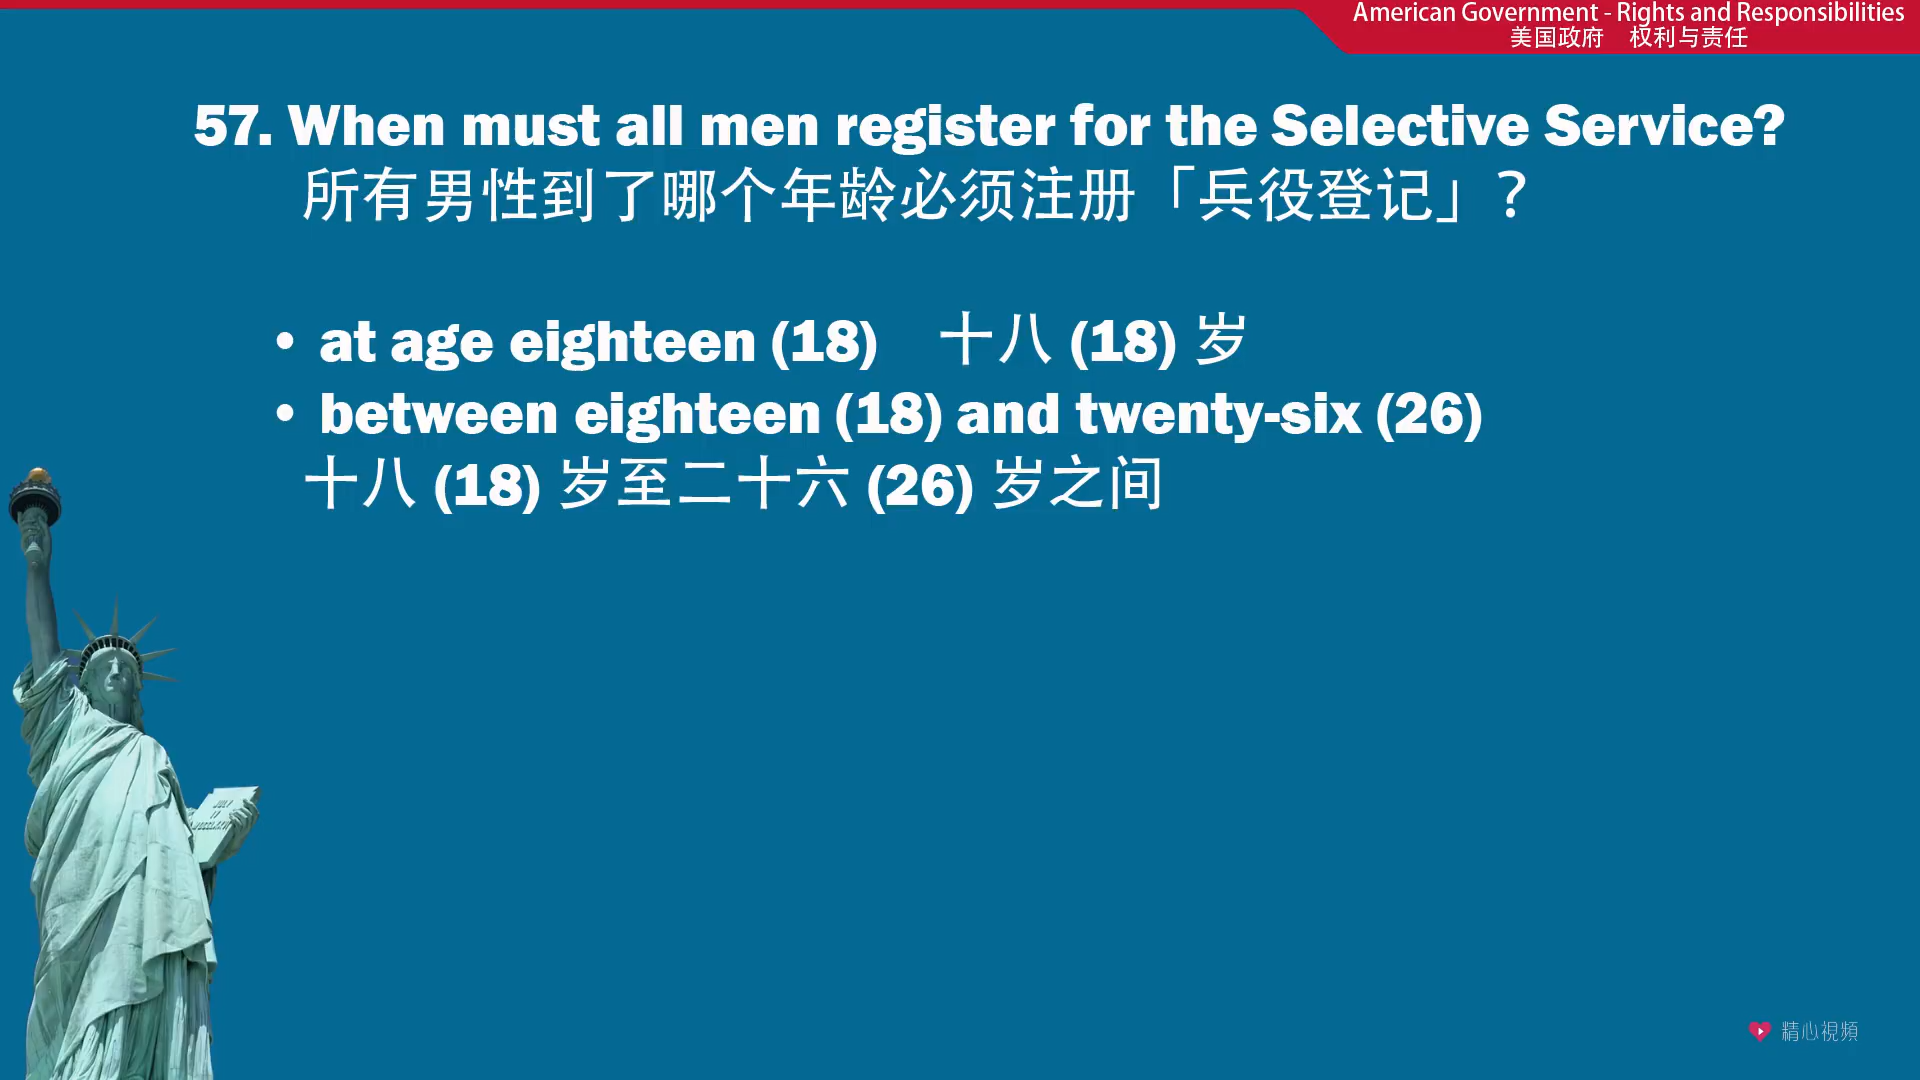 American Government - Rights and Responsibilities
美国政府 权利与责任
57. When must all men register for the Selective Service?
所有男性到了哪个年龄必须注册「兵役登记」?
• at age eighteen (18) 十八 (18) 岁
• between eighteen (18) and twenty-six (26)
十八 (18) 岁至二十六 (26) 岁之间
JULY
IV
精心視頻